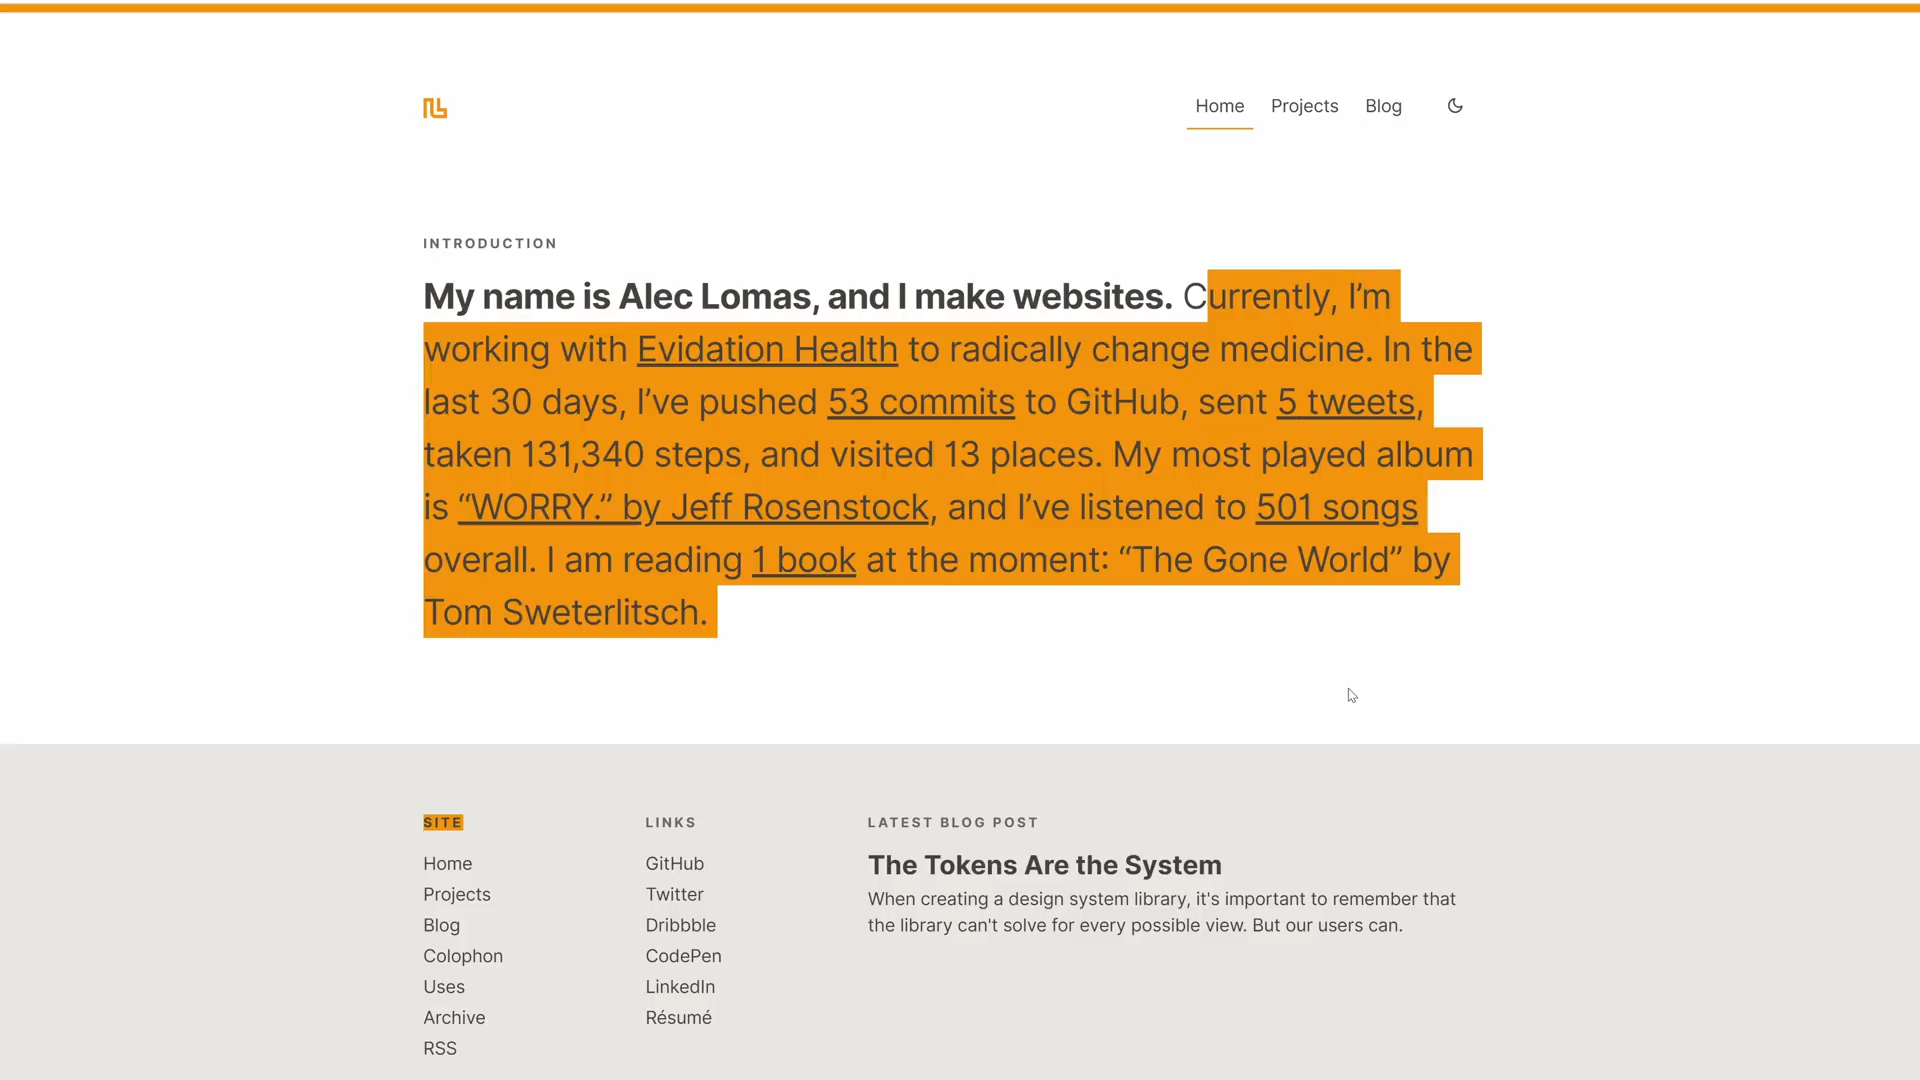 Home Projects Blog
INTRODUCTION
My name is Alec Lomas, and I make websites. Currently, I’m
working with Evidation Health to radically change medicine. In the
last 30 days, I’ve pushed 53 commits to GitHub, sent 5 tweets,
taken 131,340 steps, and visited 13 places. My most played album
is “WORRY.” by Jeff Rosenstock, and I’ve listened to 501 songs
overall. I am reading 1 book at the moment: “The Gone World” by
Tom Sweterlitsch.
SITE
Home
Projects
Blog
Colophon
Uses
Archive
RSS
LINKS
GitHub
Twitter
Dribbble
CodePen
LinkedIn
Résumé
LATEST BLOG POST
The Tokens Are the System
When creating a design system library, it's important to remember that
the library can't solve for every possible view. But our users can.